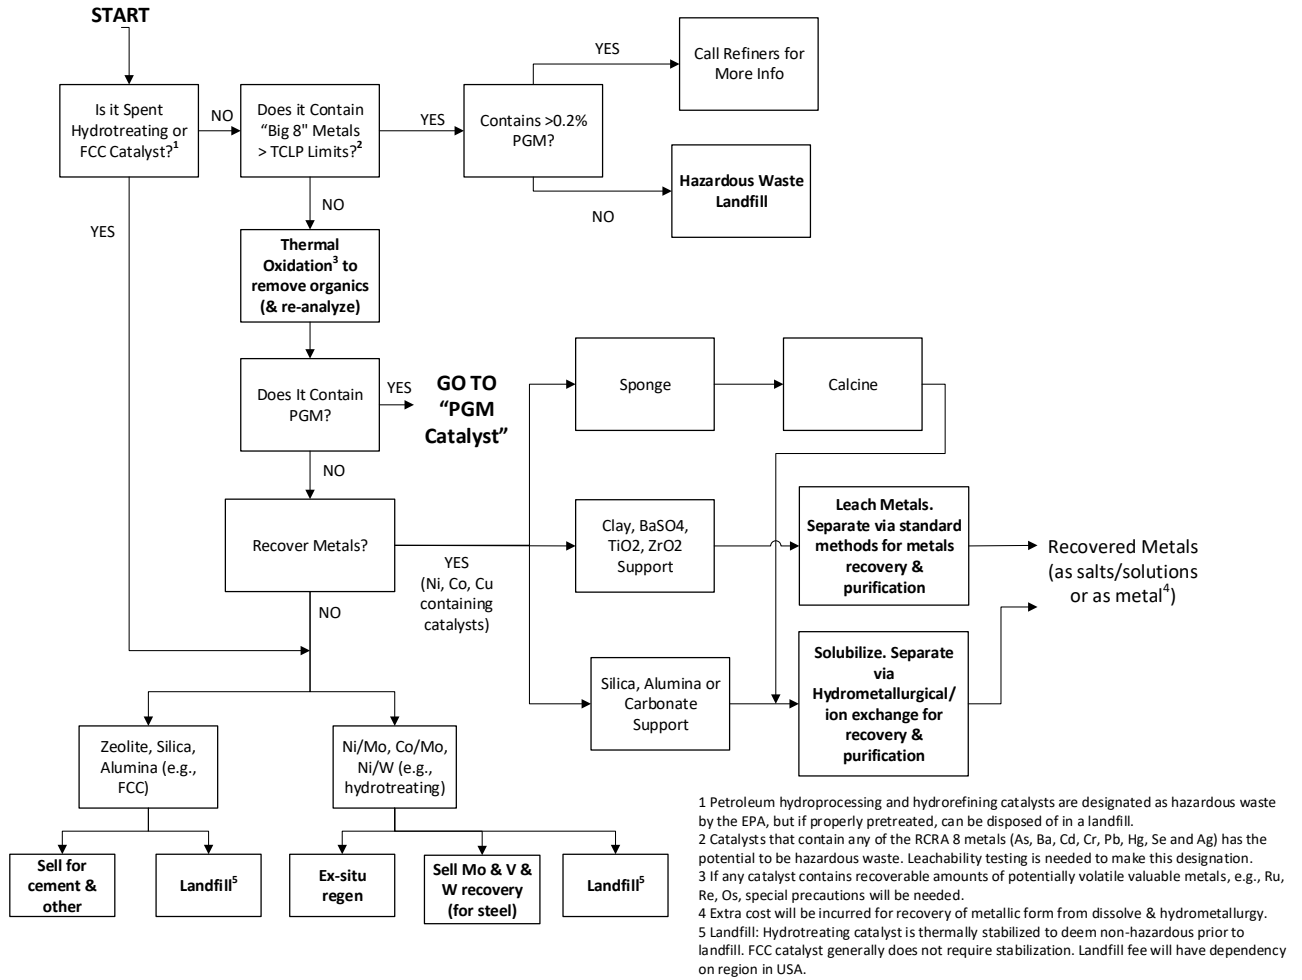 START
Is it Spent
Hydrotreating or
FCC Catalyst?1
NO
Does it Contain
“Big 8" Metals
> TCLP Limits?2
YES
Contains >0.2%
PGM?
YES
Call Refiners for
More Info
NO
Hazardous Waste
Landfill
YES
NO
Thermal
Oxidation3 to
remove organics
(& re-analyze)
Does It Contain
PGM?
YES
GO TO
“PGM
Catalyst”
NO
Recover Metals?
YES
(Ni, Co, Cu
containing
catalysts)
NO
Sponge
Calcine
Clay, BaSO4,
TiO2, ZrO2
Support
Leach Metals.
Separate via standard
methods for metals
recovery &
purification
Recovered Metals
(as salts/solutions
or as metal4)
Silica, Alumina or
Carbonate
Support
Solubilize. Separate
via
Hydrometallurgical/
ion exchange for
recovery &
purification
Zeolite, Silica,
Alumina (e.g.,
FCC)
Ni/Mo, Co/Mo,
Ni/W (e.g.,
hydrotreating)
Sell for
cement &
other
Landfill5
Ex-situ
regen
Sell Mo & V &
W recovery
(for steel)
Landfill5
1 Petroleum hydroprocessing and hydrorefining catalysts are designated as hazardous waste
by the EPA, but if properly pretreated, can be disposed of in a landfill.
2 Catalysts that contain any of the RCRA 8 metals (As, Ba, Cd, Cr, Pb, Hg, Se and Ag) has the
potential to be hazardous waste. Leachability testing is needed to make this designation.
3 If any catalyst contains recoverable amounts of potentially volatile valuable metals, e.g., Ru,
Re, Os, special precautions will be needed.
4 Extra cost will be incurred for recovery of metallic form from dissolve & hydrometallurgy.
5 Landfill: Hydrotreating catalyst is thermally stabilized to deem non-hazardous prior to
landfill. FCC catalyst generally does not require stabilization. Landfill fee will have dependency
on region in USA.